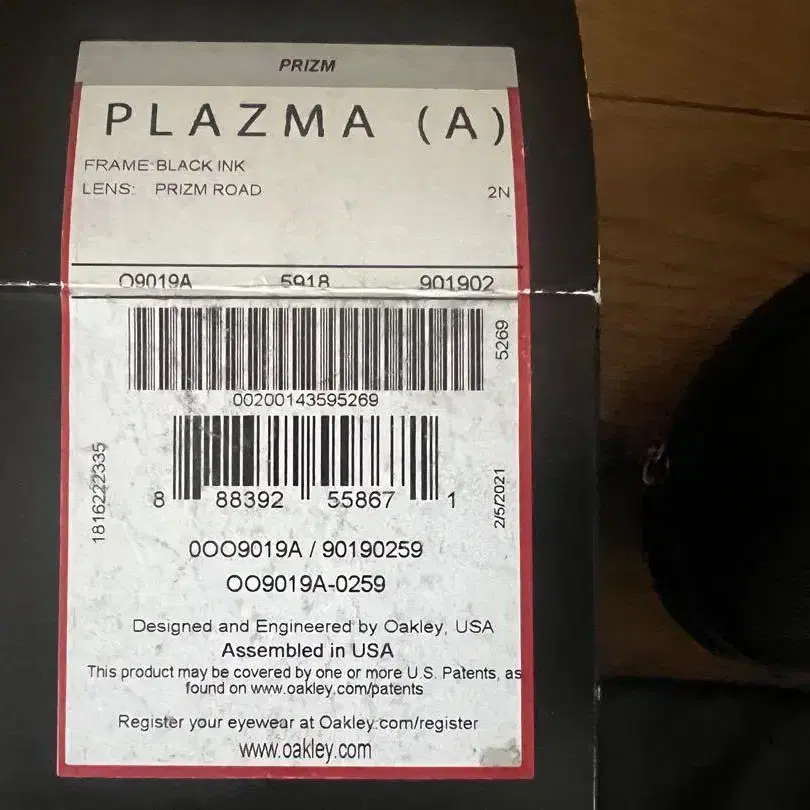 PRIZM
PLAZMA (A)
FRAME: BLACK INK
LENS: PRIZM ROAD 2N
O9019A 5918 901902
5269
00200143595269
1816222335
2/5/2021
8 88392 55867 1
0OO9019A / 90190259
OO9019A-0259
Designed and Engineered by Oakley, USA
Assembled in USA
This product may be covered by one or more U.S. Patents, as
found on www.oakley.com/patents
Register your eyewear at Oakley.com/register
www.oakley.com